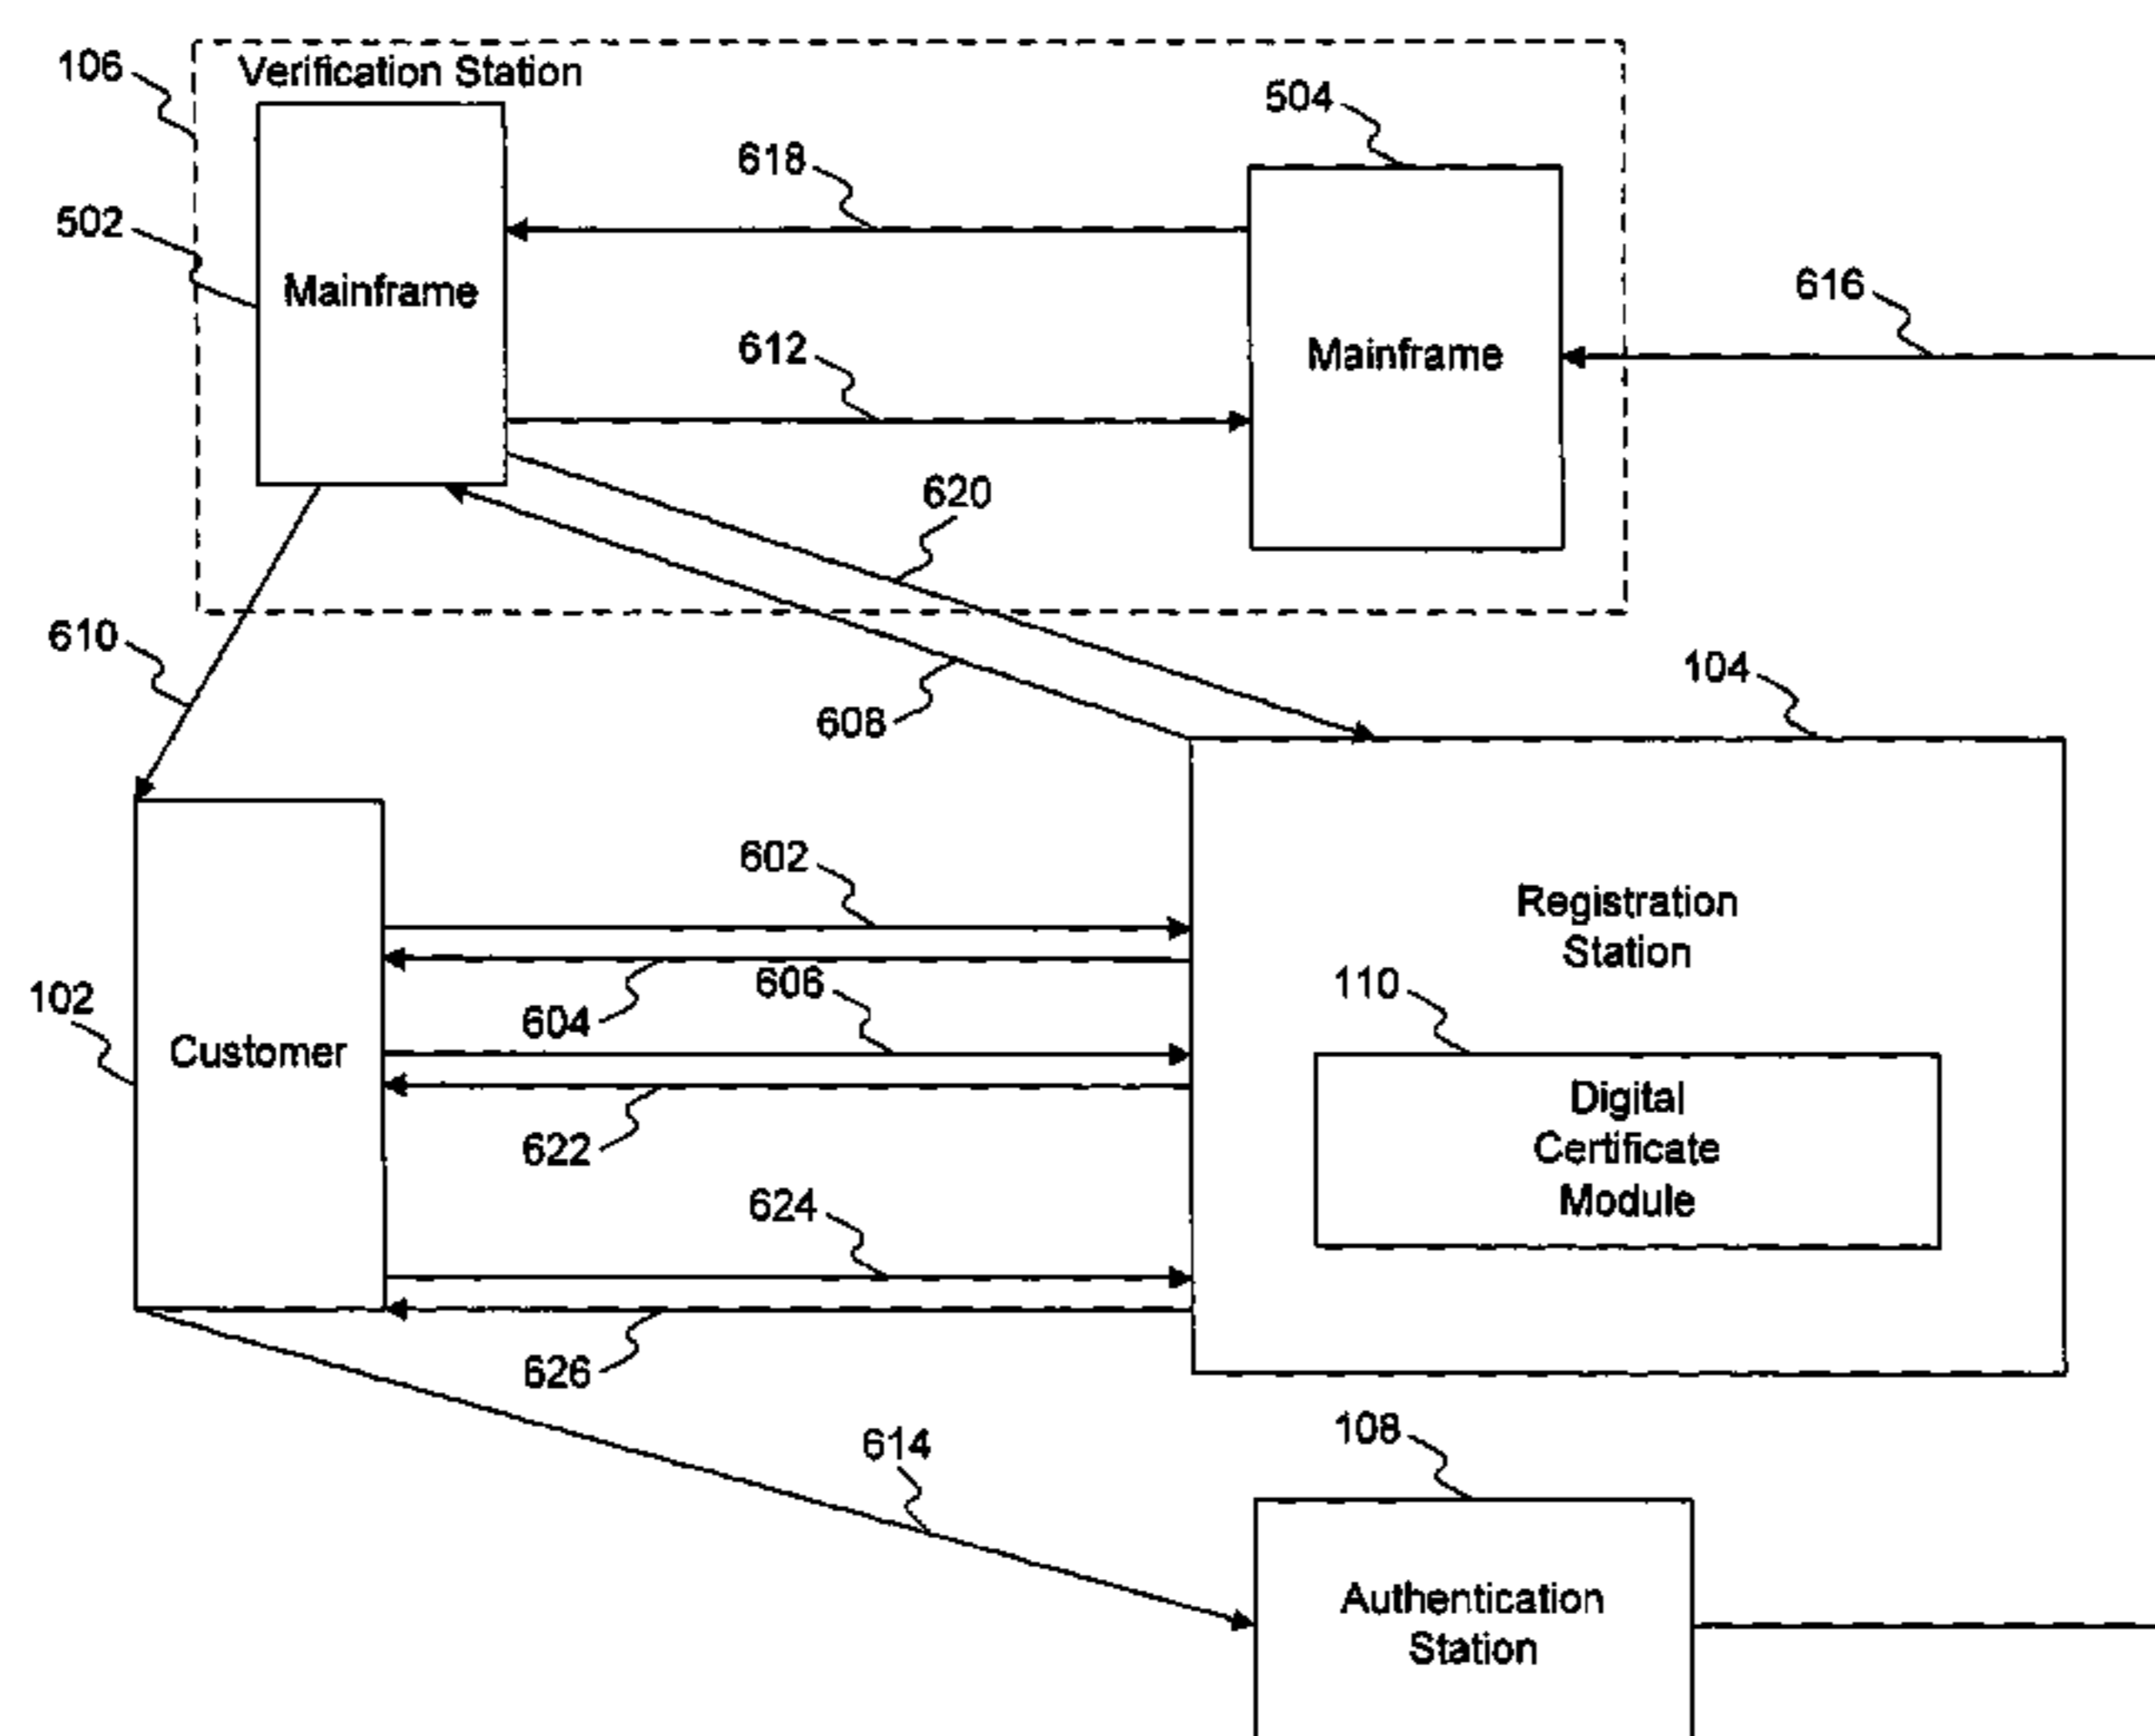 106
Verification Station
504
618
502
Mainframe
616
612
Mainframe
620
610
608
104
602
Registration
Station
102
604
606
110
Customer
622
Digital
Certificate
Module
624
626
614
108
Authentication
Station